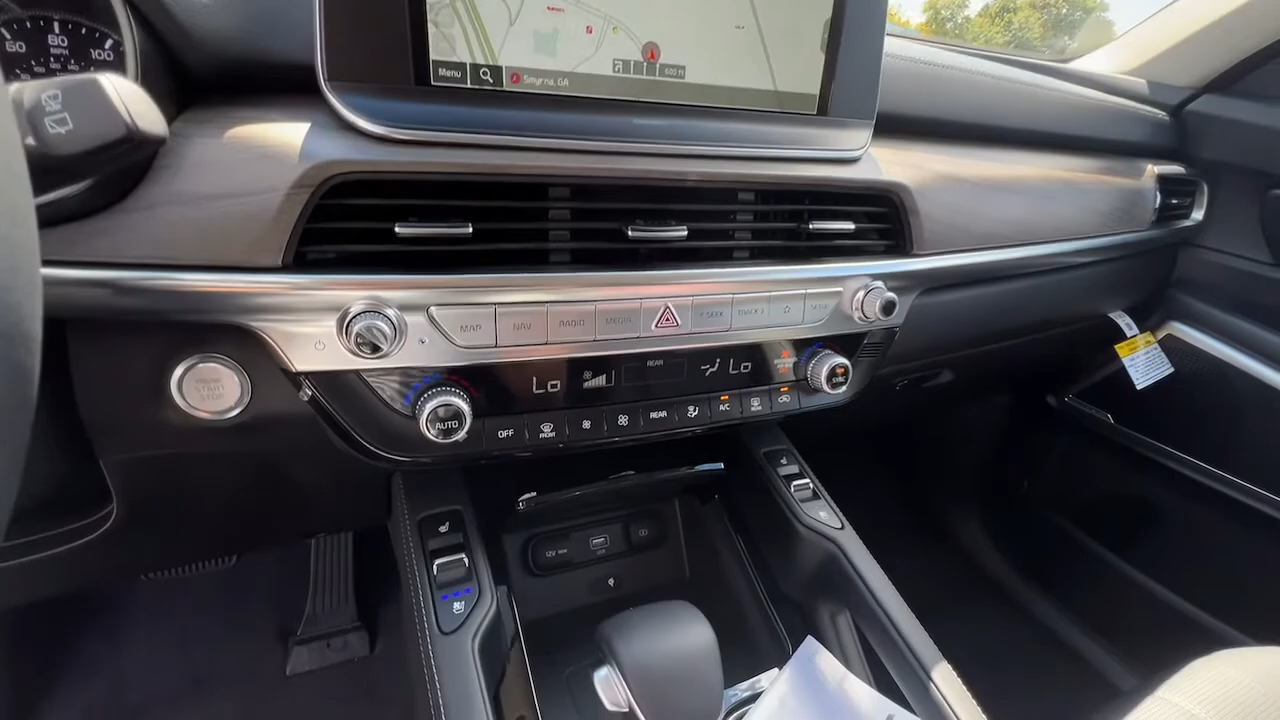 60 80 100
MPH
Menu
Smyrna, GA
600 ft
MAP
NAV
RADIO
MEDIA
< SEEK
TRACK >
SETUP
ENGINE
START
STOP
REAR
Lo
Lo
AUTO
SYNC
OFF
FRONT
REAR
A/C
REAR
12V